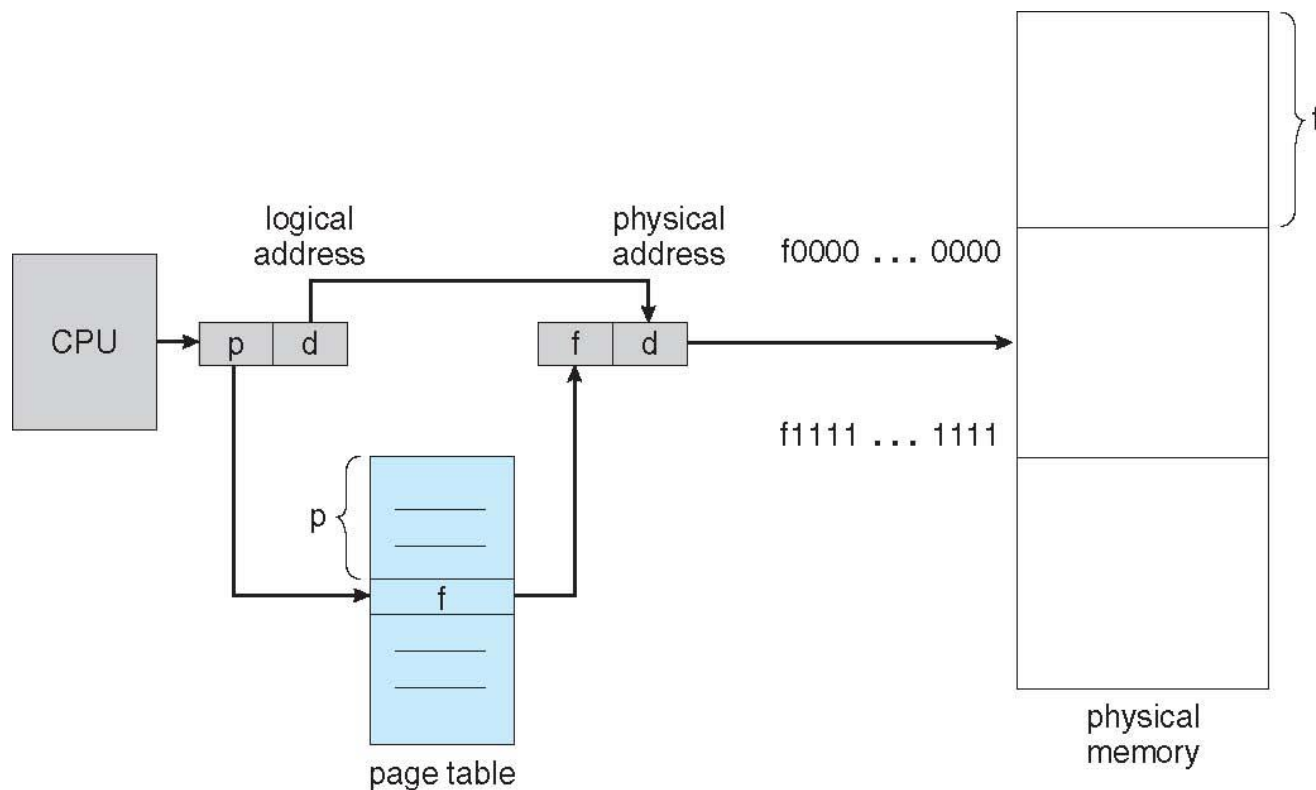 f
logical
address
physical
address
f0000 ... 0000
CPU
p
d
f
d
f1111 ... 1111
p
f
page table
physical
memory